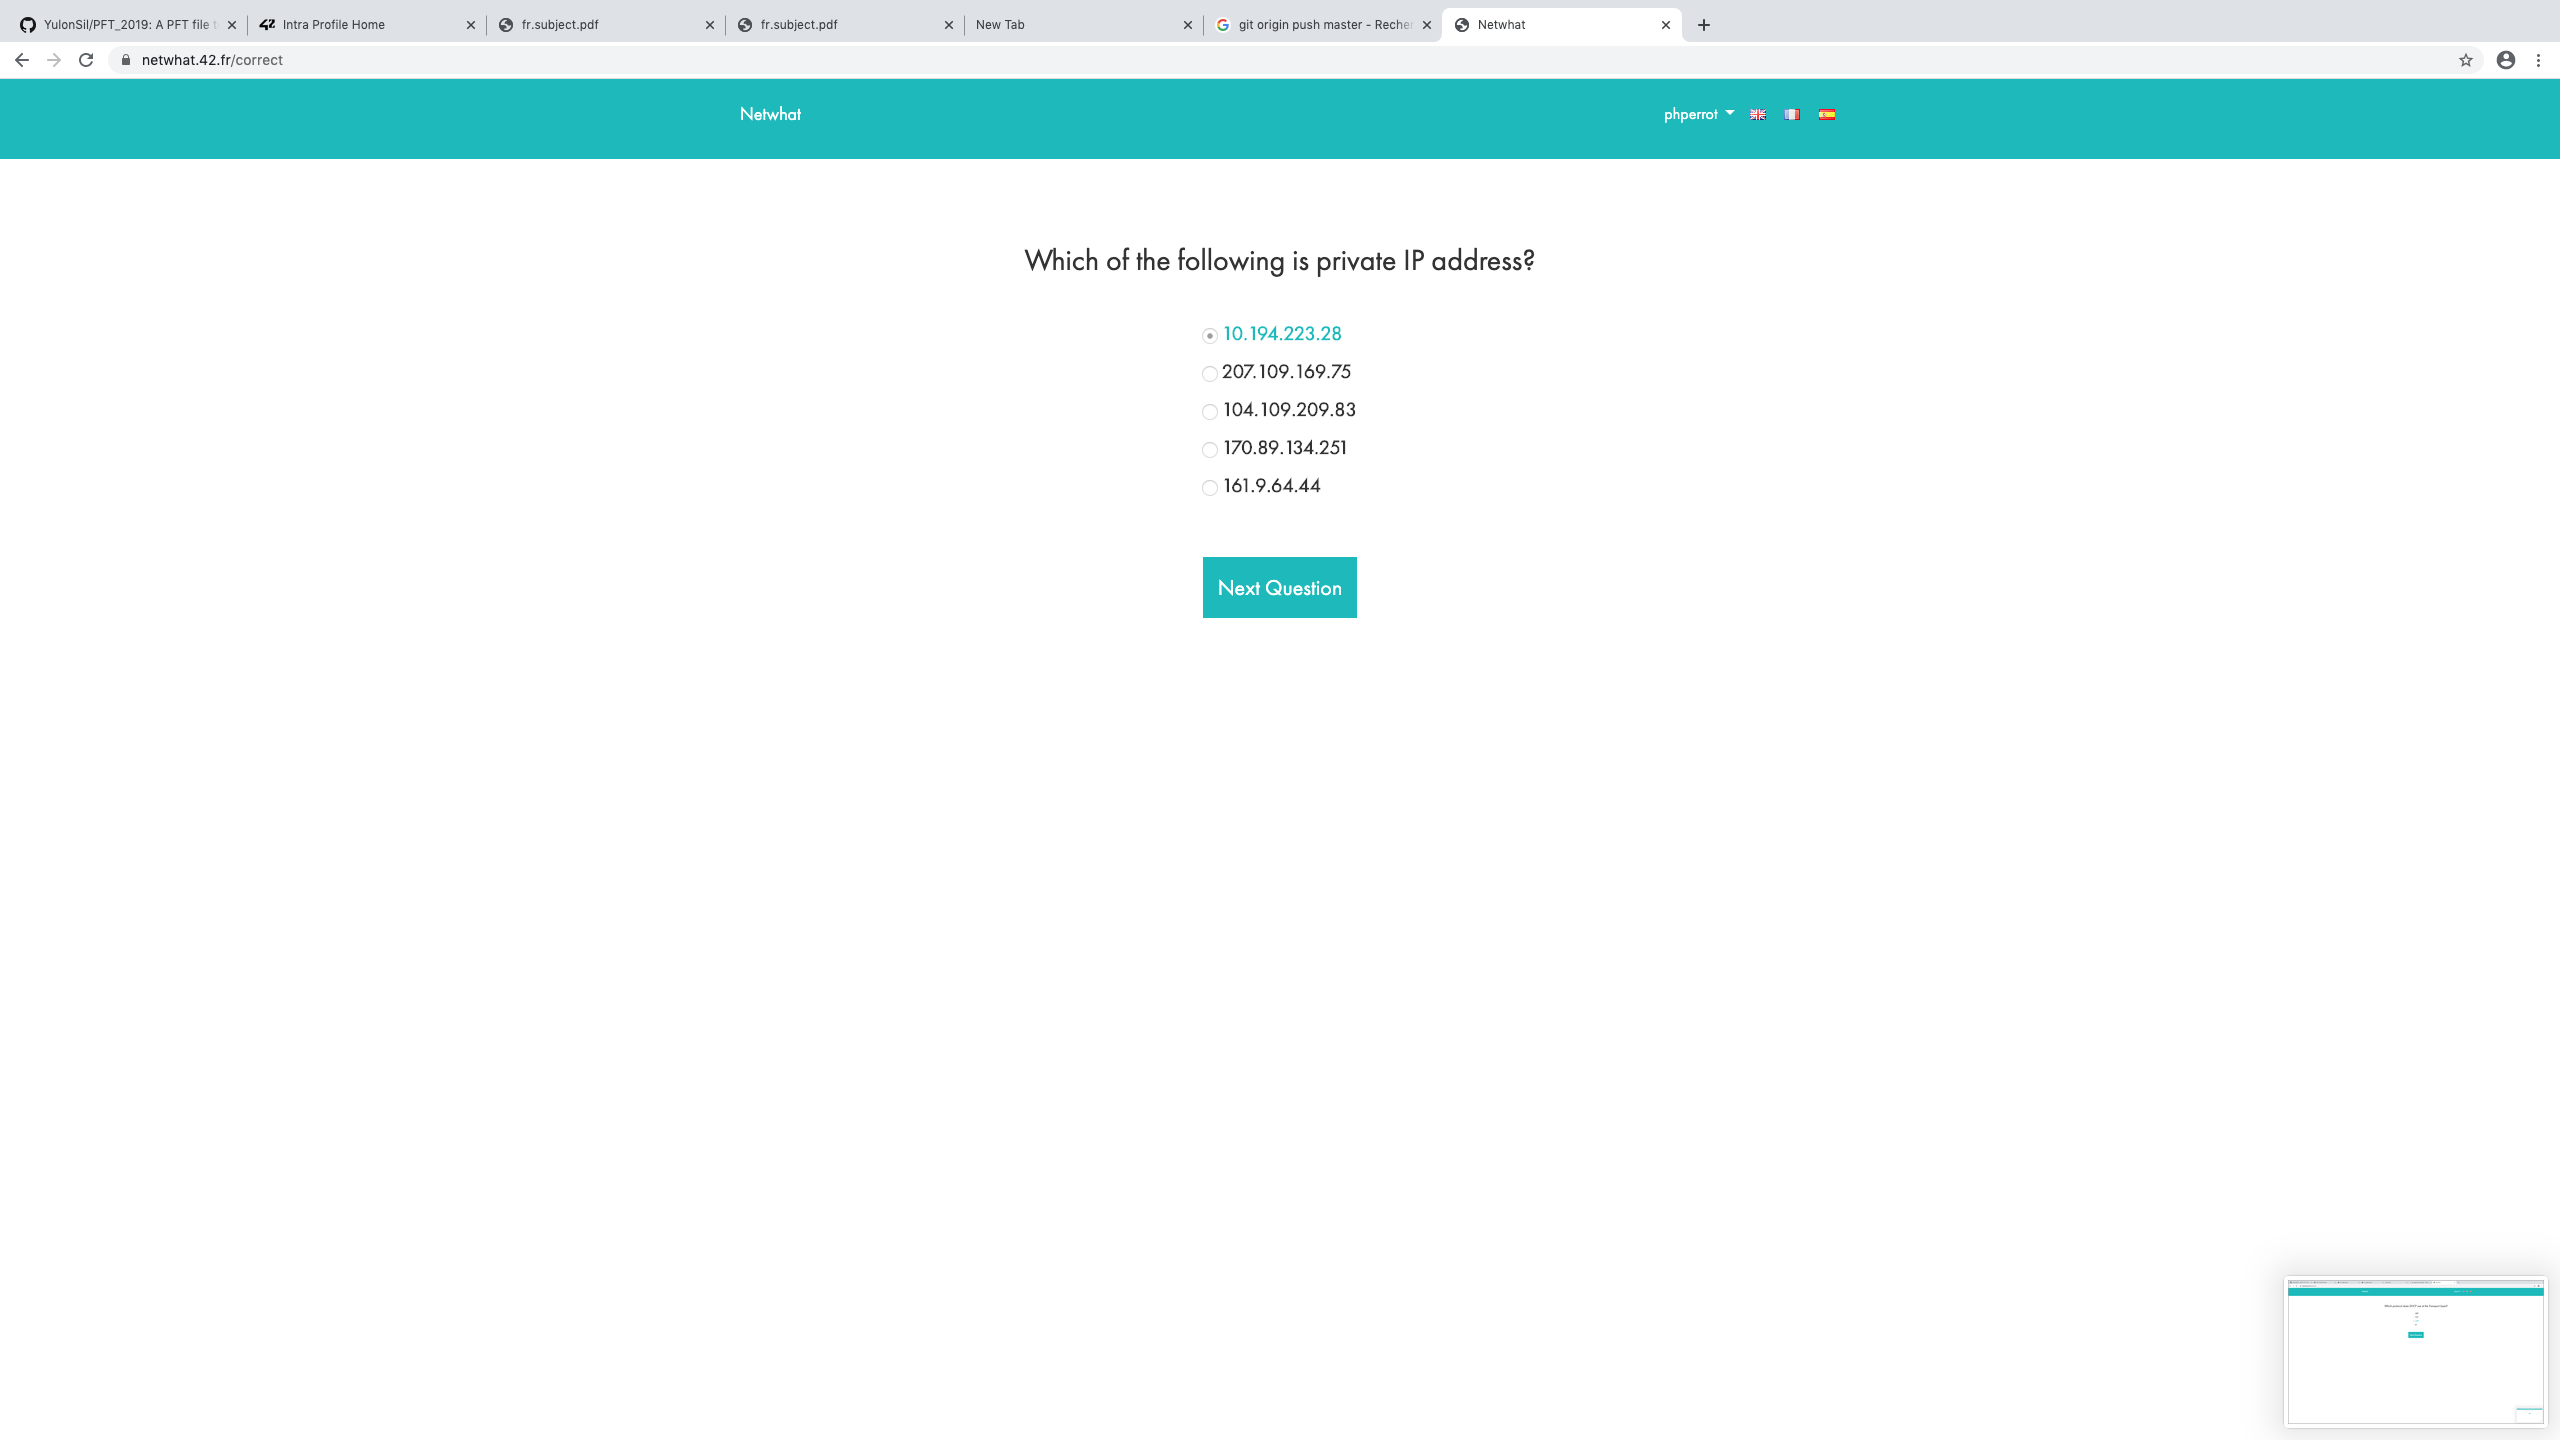 YulonSil/PFT_2019: A PFT file t
Intra Profile Home
fr.subject.pdf
fr.subject.pdf
New Tab
git origin push master - Recher
Netwhat
netwhat.42.fr/correct
Netwhat
phperrot
Which of the following is private IP address?
10.194.223.28
207.109.169.75
104.109.209.83
170.89.134.251
161.9.64.44
Next Question